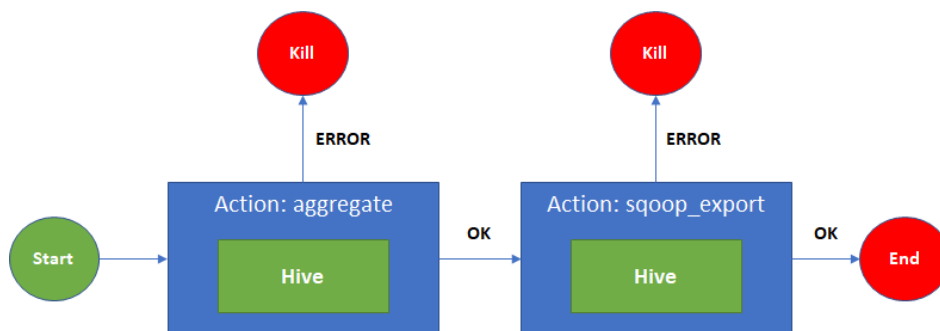 Kill
Kill
ERROR
ERROR
Action: aggregate
Action: sqoop_export
Start
OK
OK
Hive
Hive
End